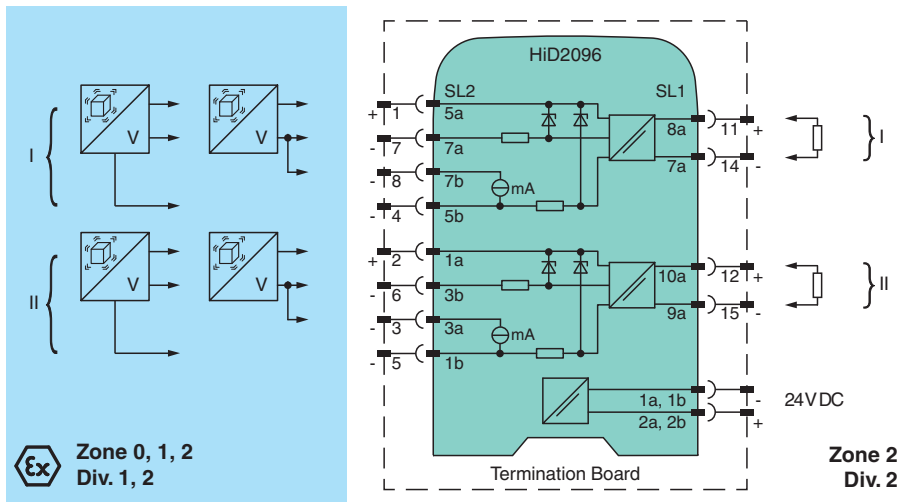 HiD2096
SL2 SL1
V V
I
+ 1 5a
- 7 7a
- 8 7b
mA
- 4 5b
8a 11 +
7a 14 -
I
V V
II
+ 2 1a
- 6 3b
- 3 3a
mA
- 5 1b
10a 12 +
9a 15 -
II
1a, 1b - 24VDC
2a, 2b +
Ex Zone 0, 1, 2
Div. 1, 2
Termination Board
Zone 2
Div. 2